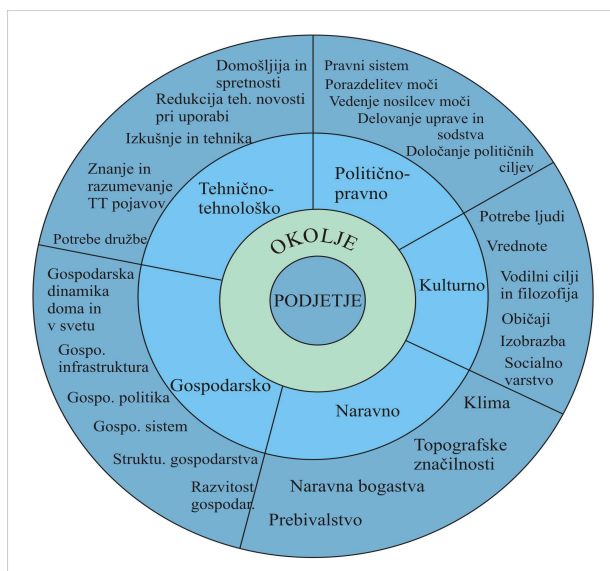 Domošljija in
spretnosti
Redukcija teh. novosti
pri uporabi
Izkušnje in tehnika
Znanje in
razumevanje
TT pojavov
Potrebe družbe
Pravni sistem
Porazdelitev moči
Vedenje nosilcev moči
Delovanje uprave in
sodstva
Določanje političnih
ciljev
Tehnično-
tehnološko
Politično-
pravno
Potrebe ljudi
Vrednote
Vodilni cilji
in filozofija
Običaji
Izobrazba
Socialno
varstvo
Kulturno
OKOLJE
PODJETJE
Gospodarska
dinamika
doma in
v svetu
Gospo.
infrastruktura
Gospo. politika
Gospo. sistem
Struktu. gospodarstva
Razvitost
gospodar.
Gospodarsko
Naravno
Klima
Topografske
značilnosti
Naravna bogastva
Prebivalstvo